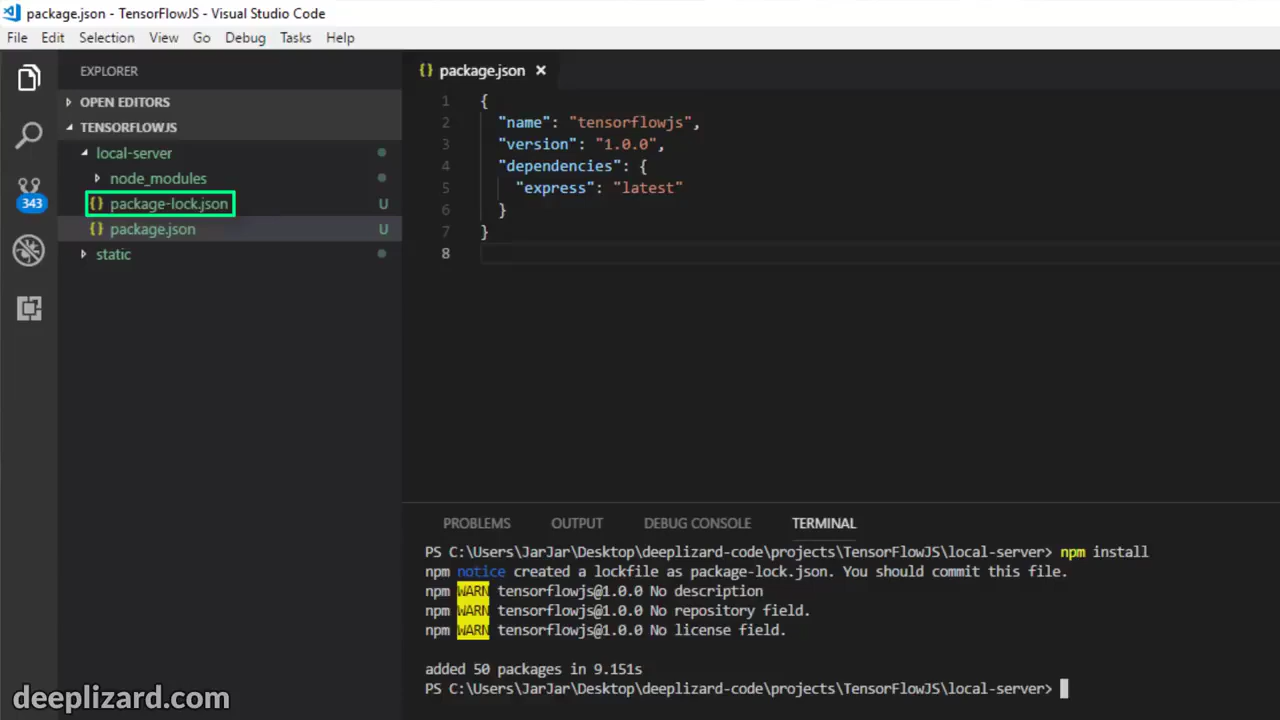 package.json - TensorFlowJS - Visual Studio Code
File Edit Selection View Go Debug Tasks Help
EXPLORER
OPEN EDITORS
TENSORFLOWJS
local-server
node_modules
{} package-lock.json U
{} package.json U
static
343
{} package.json ×
1 {
2 "name": "tensorflowjs",
3 "version": "1.0.0",
4 "dependencies": {
5 "express": "latest"
6 }
7 }
8
PROBLEMS OUTPUT DEBUG CONSOLE TERMINAL
PS C:\Users\JarJar\Desktop\deeplizard-code\projects\TensorFlowJS\local-server> npm install
npm notice created a lockfile as package-lock.json. You should commit this file.
npm WARN tensorflowjs@1.0.0 No description
npm WARN tensorflowjs@1.0.0 No repository field.
npm WARN tensorflowjs@1.0.0 No license field.
added 50 packages in 9.151s
PS C:\Users\JarJar\Desktop\deeplizard-code\projects\TensorFlowJS\local-server>
deeplizard.com